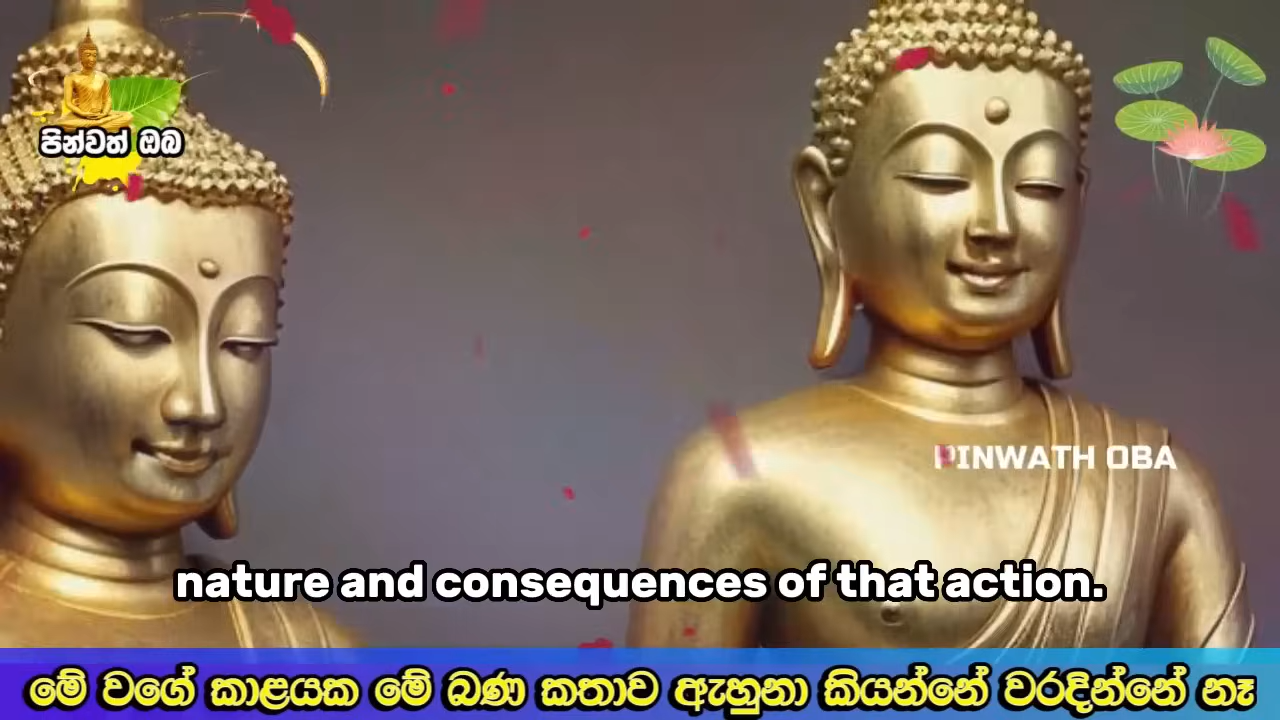 පින්වත් ඔබ
PINWATH OBA
nature and consequences of that action.
මේ වගේ කාළයක මේ බණ කතාව ඇහුනා කියන්නේ වරදින්නේ නෑ